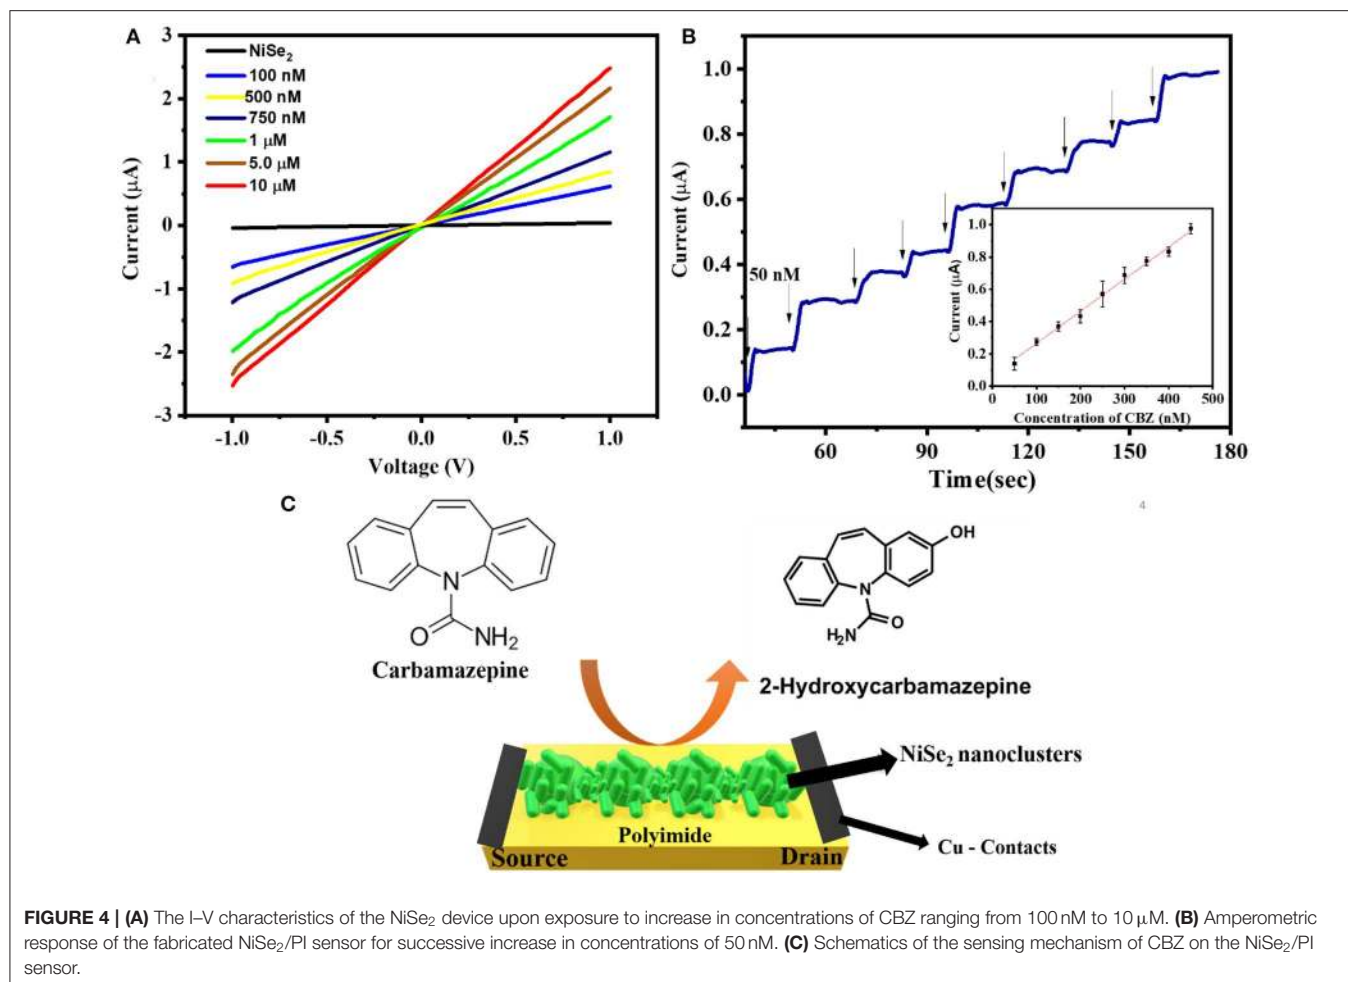 A
NiSe2
100 nM
500 nM
750 nM
1 μM
5.0 μM
10 μM
3
2
1
0
-1
-2
-3
Current (μA)
-1.0 -0.5 0.0 0.5 1.0
Voltage (V)
B
1.0
0.8
0.6
0.4
0.2
0.0
Current (μA)
50 nM
60 90 120 150 180
Time(sec)
1.0
0.8
0.6
0.4
0.2
0.0
Current (μA)
0 100 200 300 400 500
Concentration of CBZ (nM)
C
4
N
O NH2
Carbamazepine
OH
N
H2N O
2-Hydroxycarbamazepine
NiSe2 nanoclusters
Polyimide
Source
Drain
Cu - Contacts
FIGURE 4 | (A) The I–V characteristics of the NiSe2 device upon exposure to increase in concentrations of CBZ ranging from 100 nM to 10 μM. (B) Amperometric
response of the fabricated NiSe2/PI sensor for successive increase in concentrations of 50 nM. (C) Schematics of the sensing mechanism of CBZ on the NiSe2/PI
sensor.